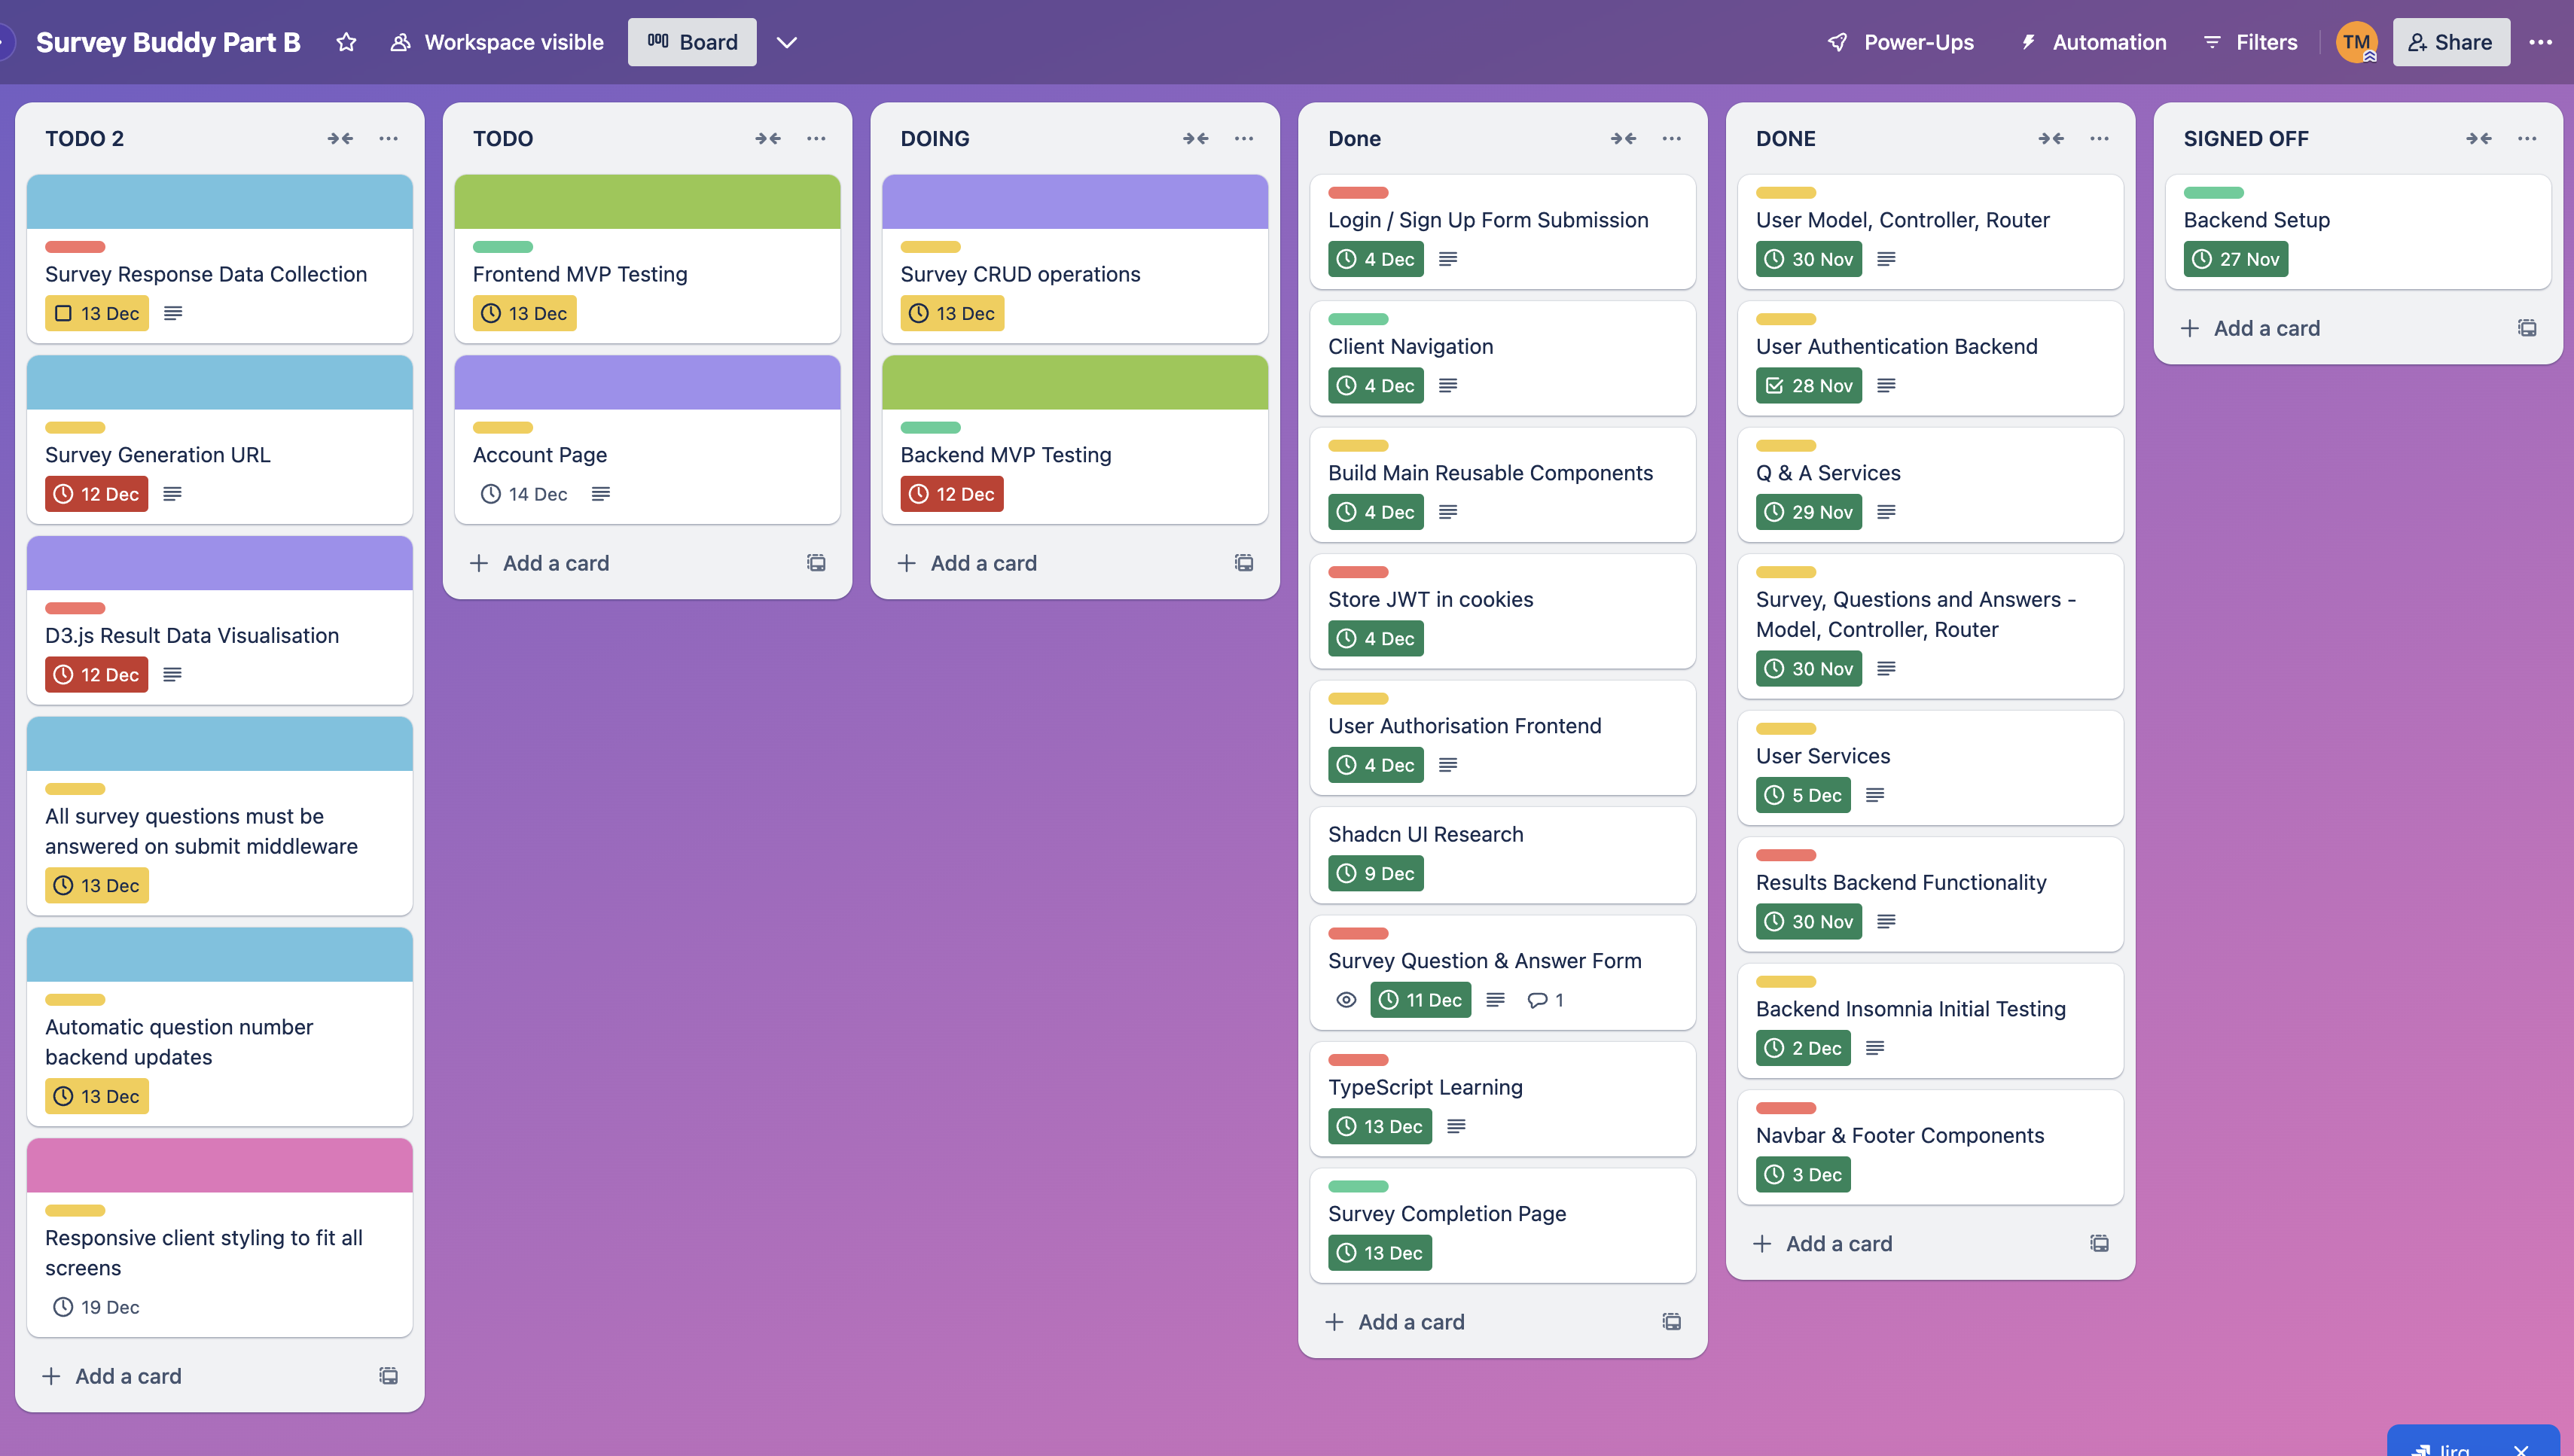 Survey Buddy Part B
Workspace visible
Board
Power-Ups
Automation
Filters
TM
Share
TODO 2
Survey Response Data Collection
13 Dec
Survey Generation URL
12 Dec
D3.js Result Data Visualisation
12 Dec
All survey questions must be
answered on submit middleware
13 Dec
Automatic question number
backend updates
13 Dec
Responsive client styling to fit all
screens
19 Dec
Add a card
TODO
Frontend MVP Testing
13 Dec
Account Page
14 Dec
Add a card
DOING
Survey CRUD operations
13 Dec
Backend MVP Testing
12 Dec
Add a card
Done
Login / Sign Up Form Submission
4 Dec
Client Navigation
4 Dec
Build Main Reusable Components
4 Dec
Store JWT in cookies
4 Dec
User Authorisation Frontend
4 Dec
Shadcn UI Research
9 Dec
Survey Question & Answer Form
11 Dec
1
TypeScript Learning
13 Dec
Survey Completion Page
13 Dec
Add a card
DONE
User Model, Controller, Router
30 Nov
User Authentication Backend
28 Nov
Q & A Services
29 Nov
Survey, Questions and Answers -
Model, Controller, Router
30 Nov
User Services
5 Dec
Results Backend Functionality
30 Nov
Backend Insomnia Initial Testing
2 Dec
Navbar & Footer Components
3 Dec
Add a card
SIGNED OFF
Backend Setup
27 Nov
Add a card
Jira